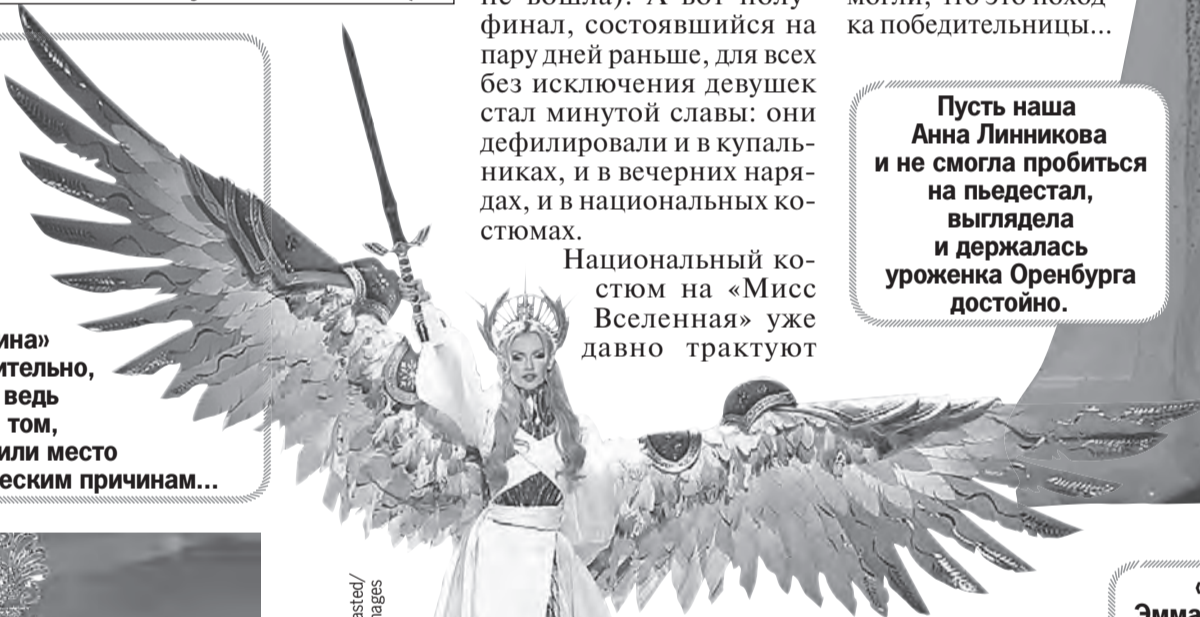 финал, состоявшийся на
пару дней раньше, для всех
без исключения девушек
стал минутой славы: они
дефилировали и в купаль-
никах, и в вечерних наря-
дах, и в национальных ко-
стюмах.
Национальный ко-
стюм на «Мисс
Вселенная» уже
давно трактуют
ка победительницы...
Пусть наша
Анна Линникова
и не смогла пробиться
на пьедестал,
выглядела
и держалась
уроженка Оренбурга
достойно.
ина»
ительно,
ведь
том,
или место
еским причинам...
asted/
nages
Эмма